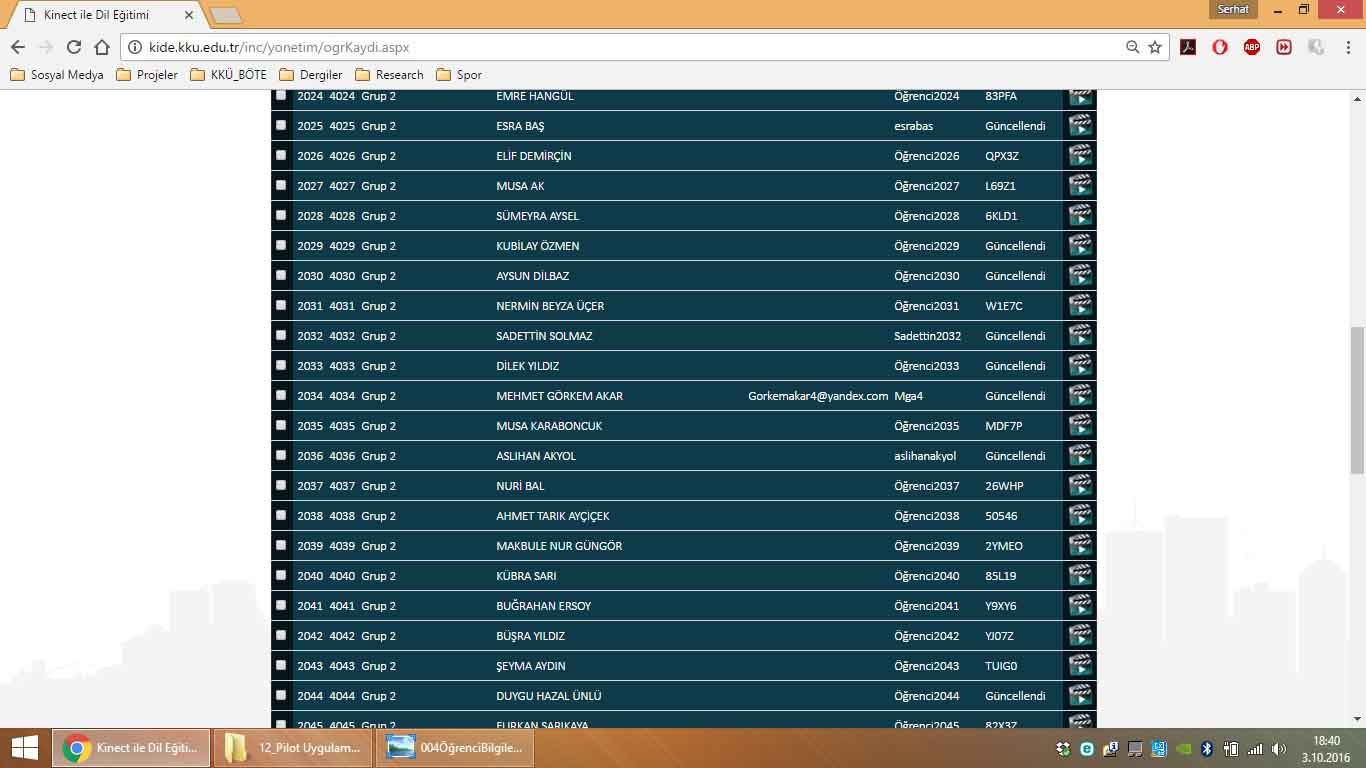 Kinect ile Dil Eğitimi
Serhat
kide.kku.edu.tr/inc/yonetim/ogrKaydi.aspx
ABP
Sosyal Medya Projeler KKÜ_BÖTE Dergiler Research Spor
2024 4024 Grup 2 EMRE HANGÜL Öğrenci2024 83PFA
2025 4025 Grup 2 ESRA BAŞ esrabas Güncellendi
2026 4026 Grup 2 ELİF DEMİRÇİN Öğrenci2026 QPX3Z
2027 4027 Grup 2 MUSA AK Öğrenci2027 L69Z1
2028 4028 Grup 2 SÜMEYRA AYSEL Öğrenci2028 6KLD1
2029 4029 Grup 2 KUBİLAY ÖZMEN Öğrenci2029 Güncellendi
2030 4030 Grup 2 AYSUN DİLBAZ Öğrenci2030 Güncellendi
2031 4031 Grup 2 NERMİN BEYZA ÜÇER Öğrenci2031 W1E7C
2032 4032 Grup 2 SADETTİN SOLMAZ Sadettin2032 Güncellendi
2033 4033 Grup 2 DİLEK YILDIZ Öğrenci2033 Güncellendi
2034 4034 Grup 2 MEHMET GÖRKEM AKAR Gorkemakar4@yandex.com Mga4 Güncellendi
2035 4035 Grup 2 MUSA KARABONCUK Öğrenci2035 MDF7P
2036 4036 Grup 2 ASLIHAN AKYOL aslihanakyol Güncellendi
2037 4037 Grup 2 NURİ BAL Öğrenci2037 26WHP
2038 4038 Grup 2 AHMET TARIK AYÇİÇEK Öğrenci2038 50546
2039 4039 Grup 2 MAKBULE NUR GÜNGÖR Öğrenci2039 2YMEO
2040 4040 Grup 2 KÜBRA SARI Öğrenci2040 85L19
2041 4041 Grup 2 BUĞRAHAN ERSOY Öğrenci2041 Y9XY6
2042 4042 Grup 2 BÜŞRA YILDIZ Öğrenci2042 YJ07Z
2043 4043 Grup 2 ŞEYMA AYDIN Öğrenci2043 TUIG0
2044 4044 Grup 2 DUYGU HAZAL ÜNLÜ Öğrenci2044 Güncellendi
2045 4045 Grup 2 FURKAN SARIKAYA Öğrenci2045 82X3Z
Kinect ile Dil Eğiti... 12_Pilot Uygulam... 004ÖğrenciBilgile...
18:40
3.10.2016